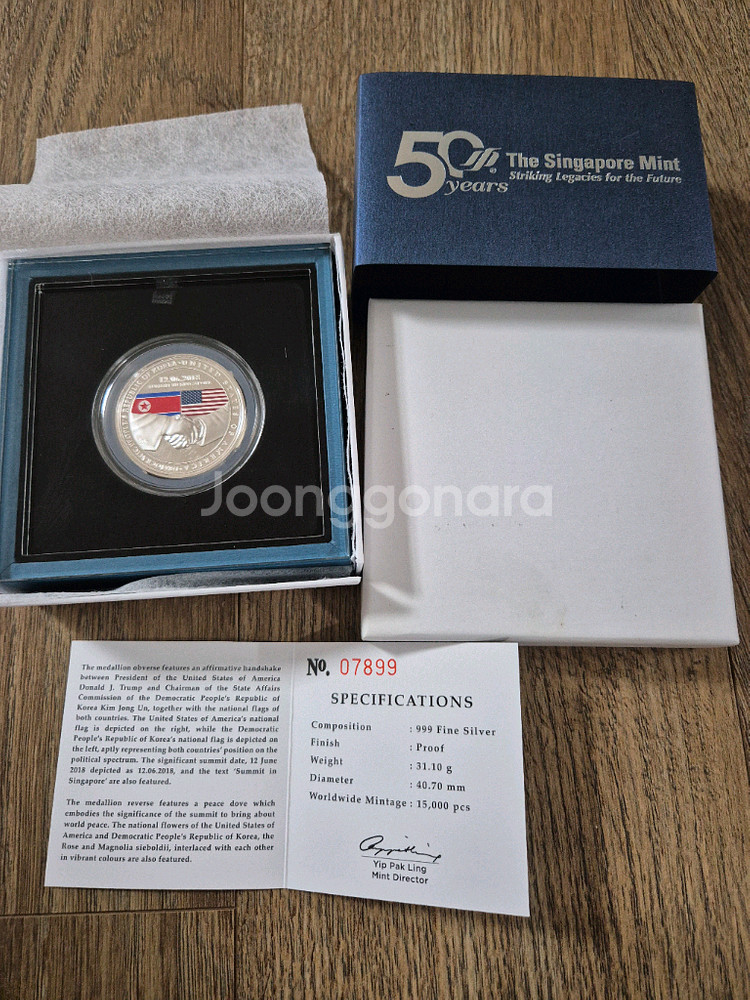 50 years
The Singapore Mint
Striking Legacies for the Future
12.06.2018
UNITED STATES OF AMERICA
Joonggonara
The medallion obverse features an affirmative handshake
between President of the United States of America
Donald J. Trump and Chairman of the State Affairs
Commission of the Democratic People's Republic of
Korea Kim Jong Un, together with the national flags of
both countries. The United States of America's national
flag is depicted on the right, while the Democratic
People's Republic of Korea's national flag is depicted on
the left, aptly representing both countries' position on the
political spectrum. The significant summit date, 12 June
2018 depicted as 12.06.2018, and the text 'Summit in
Singapore' are also featured.
The medallion reverse features a peace dove which
embodies the significance of the summit to bring about
world peace. The national flowers of the United States of
America and Democratic People's Republic of Korea, the
Rose and Magnolia sieboldii, interlaced with each other
in vibrant colours are also featured.
No. 07899
SPECIFICATIONS
Composition : 999 Fine Silver
Finish : Proof
Weight : 31.10 g
Diameter : 40.70 mm
Worldwide Mintage : 15,000 pcs
Yip Pak Ling
Mint Director